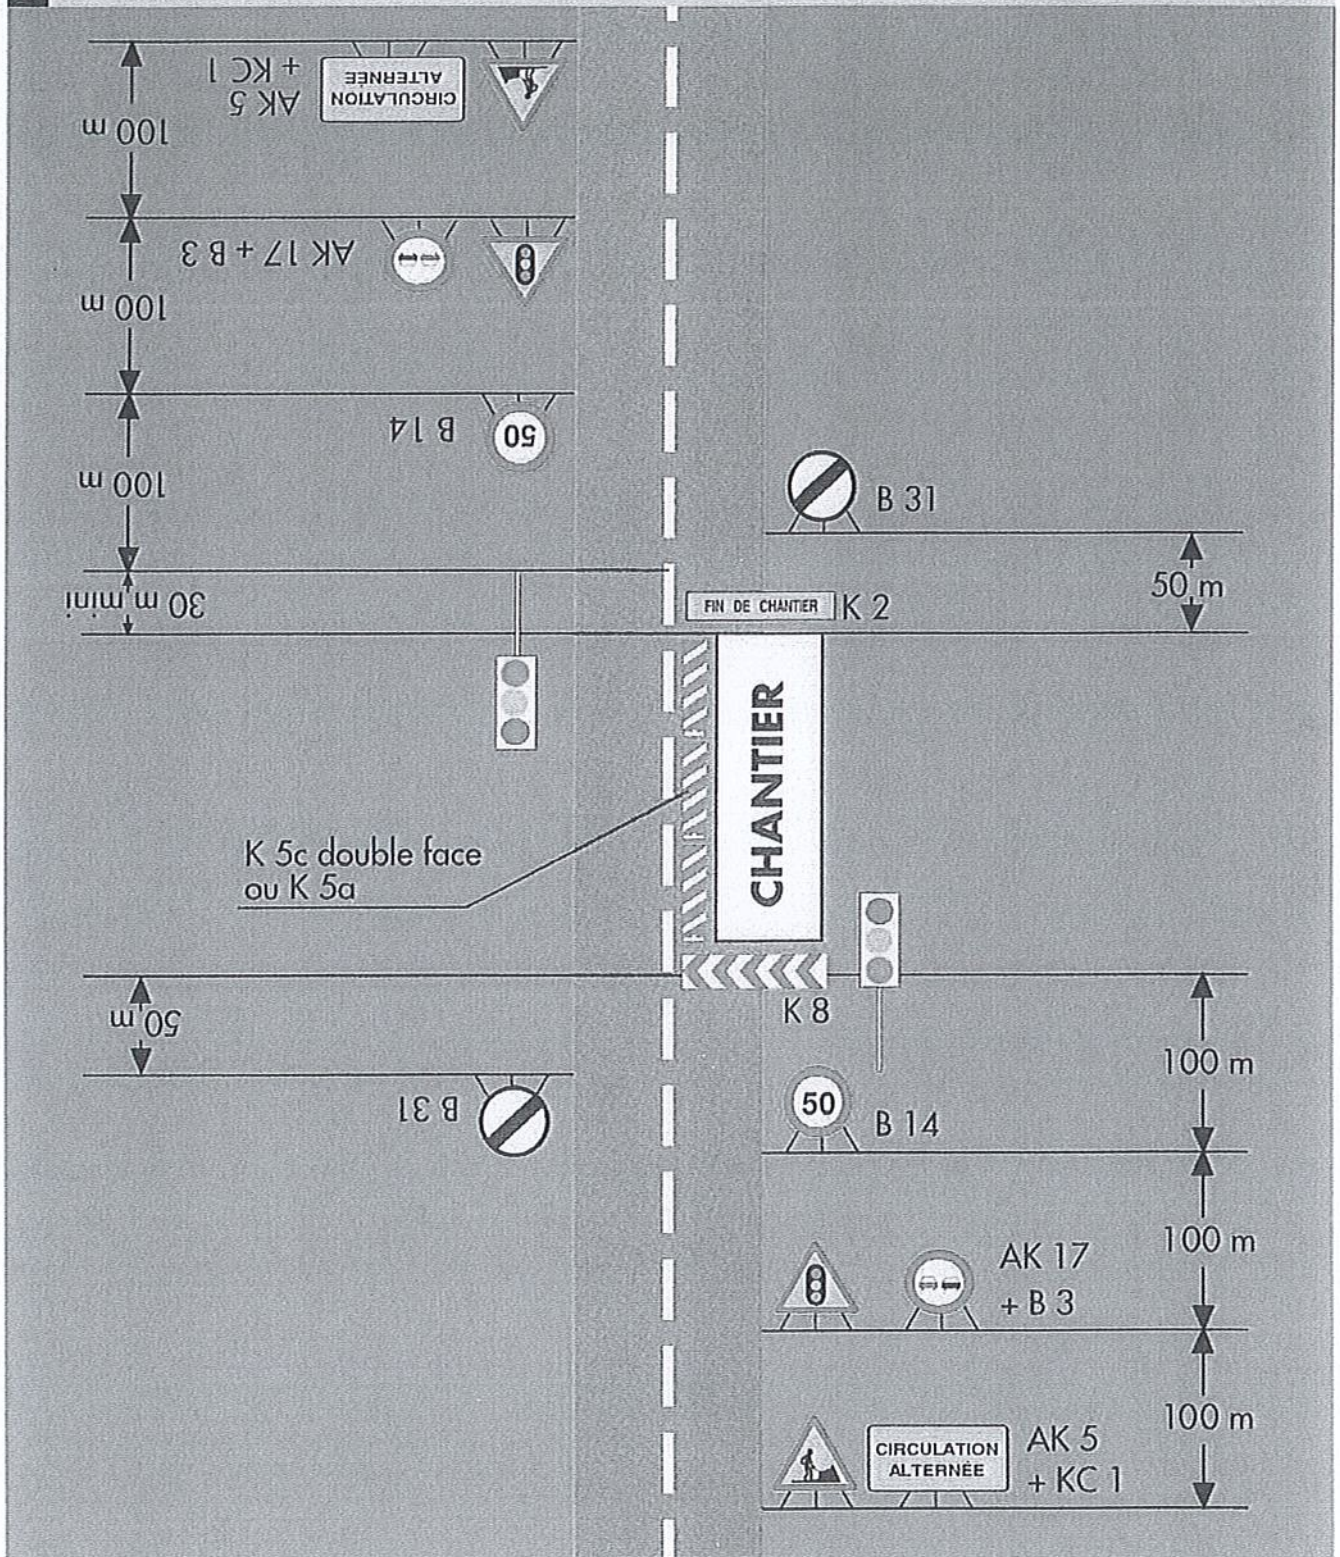 AK 5
+ KC 1
CIRCULATION
ALTERNÉE
100 m
AK 17 + B 3
100 m
B 14
50
100 m
B 31
50 m
30 m mini
FIN DE CHANTIER
K 2
CHANTIER
K 5c double face
ou K 5a
K 8
50 m
B 31
100 m
50
B 14
100 m
AK 17
+ B 3
100 m
CIRCULATION
ALTERNÉE
AK 5
+ KC 1